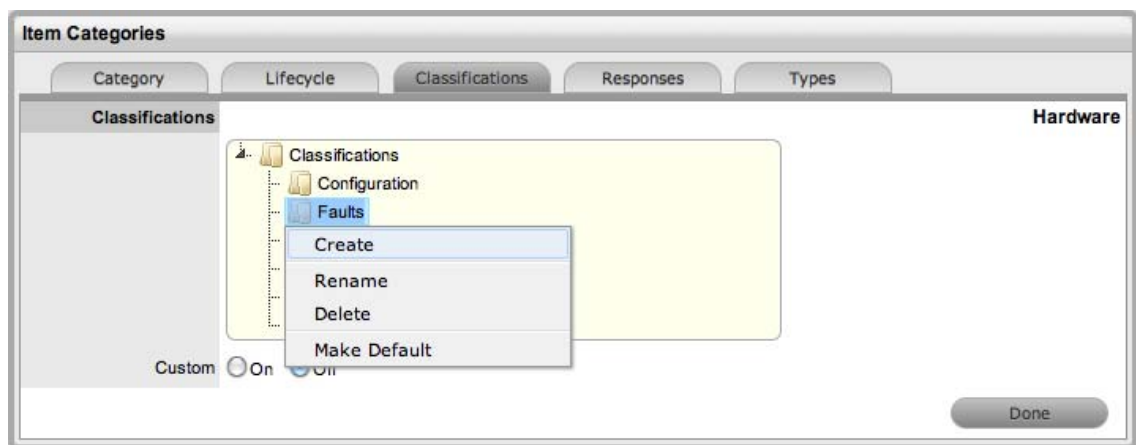 Item Categories
Category Lifecycle Classifications Responses Types
Classifications Hardware
Classifications
Configuration
Faults
Create
Rename
Delete
Make Default
Custom On
Done